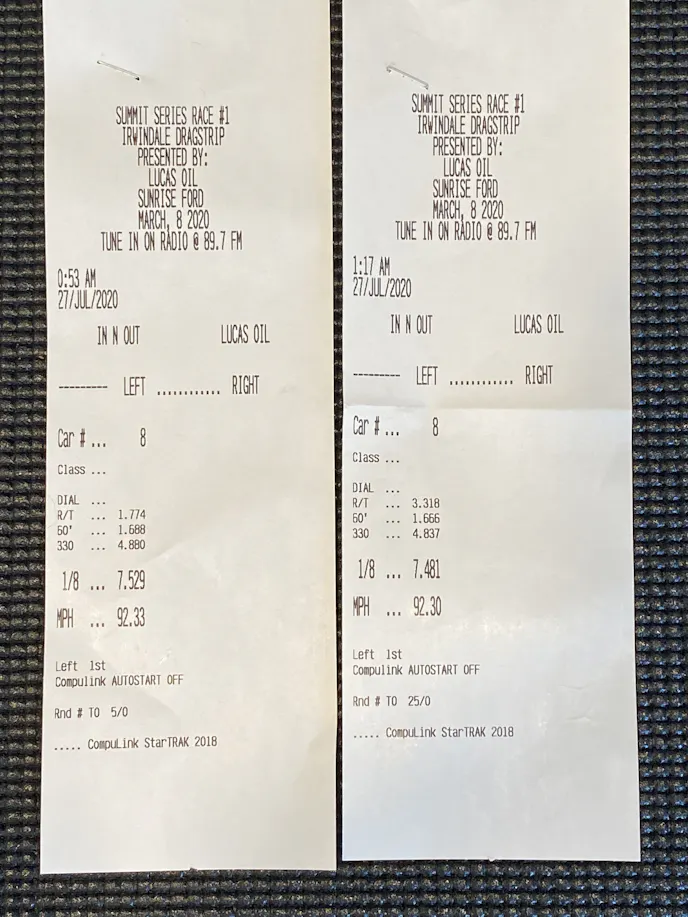 SUMMIT SERIES RACE #1
IRWINDALE DRAGSTRIP
PRESENTED BY:
LUCAS OIL
SUNRISE FORD
MARCH, 8 2020
TUNE IN ON RADIO @ 89.7 FM
0:53 AM
27/JUL/2020
IN N OUT LUCAS OIL
--------- LEFT ............ RIGHT
Car # ... 8
Class ...
DIAL ...
R/T ... 1.774
60' ... 1.688
330 ... 4.880
1/8 ... 7.529
MPH ... 92.33
Left 1st
Compulink AUTOSTART OFF
Rnd # TO 5/0
..... CompuLink StarTRAK 2018
SUMMIT SERIES RACE #1
IRWINDALE DRAGSTRIP
PRESENTED BY:
LUCAS OIL
SUNRISE FORD
MARCH, 8 2020
TUNE IN ON RADIO @ 89.7 FM
1:17 AM
27/JUL/2020
IN N OUT LUCAS OIL
--------- LEFT ............ RIGHT
Car # ... 8
Class ...
DIAL ...
R/T ... 3.318
60' ... 1.666
330 ... 4.837
1/8 ... 7.481
MPH ... 92.30
Left 1st
Compulink AUTOSTART OFF
Rnd # TO 25/0
..... CompuLink StarTRAK 2018